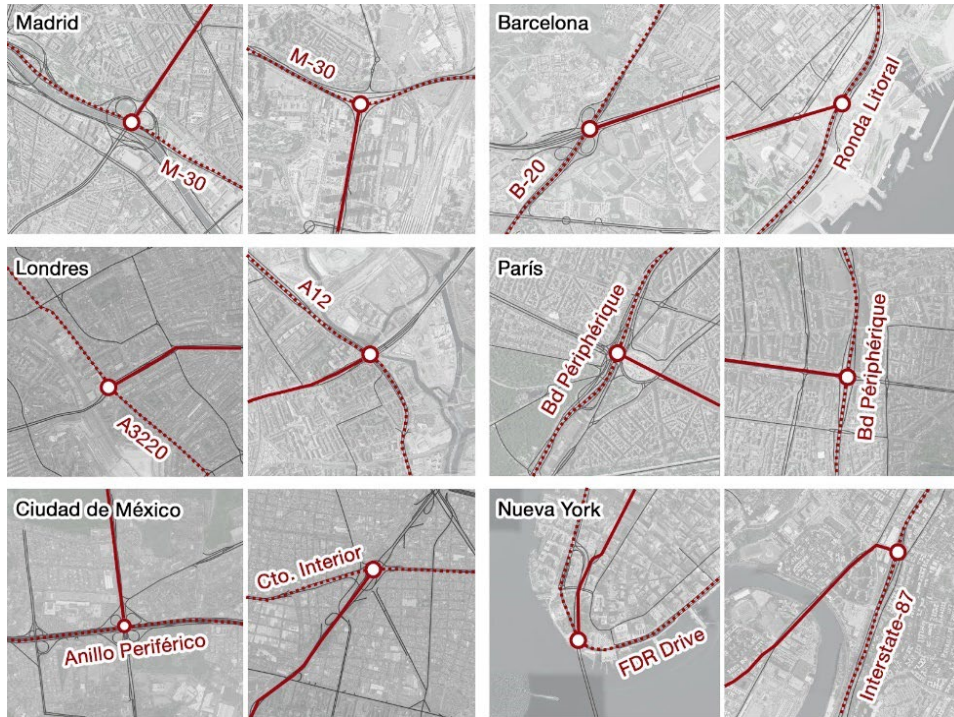 Madrid
M-30
M-30
Barcelona
B-20
Ronda Litoral
Londres
A3220
A12
París
Bd Périphérique
Bd Périphérique
Ciudad de México
Anillo Periférico
Cto. Interior
Nueva York
FDR Drive
Interstate-87